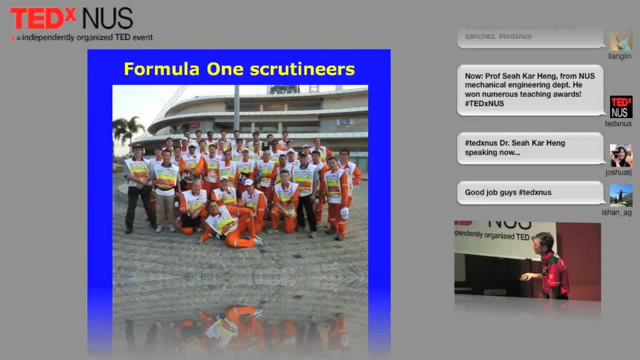 TEDx NUS
x = independently organized TED event
Formula One scrutineers
sanchez. #tedxnus
lianglin
Now: Prof Seah Kar Heng, from NUS
mechanical engineering dept. He
won numerous teaching awards!
#TEDxNUS
TEDx
NUS
tedxnus
#tedxnus Dr. Seah Kar Heng
speaking now...
joshuatj
Good job guys #tedxnus
ishan_ag
NUS
dependently organized TED event